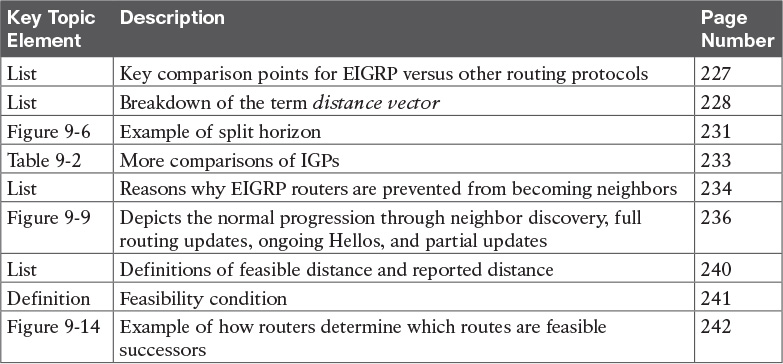 Key Topic Description Page
Element Number
List Key comparison points for EIGRP versus other routing protocols 227
List Breakdown of the term distance vector 228
Figure 9-6 Example of split horizon 231
Table 9-2 More comparisons of IGPs 233
List Reasons why EIGRP routers are prevented from becoming neighbors 234
Figure 9-9 Depicts the normal progression through neighbor discovery, full 236
routing updates, ongoing Hellos, and partial updates
List Definitions of feasible distance and reported distance 240
Definition Feasibility condition 241
Figure 9-14 Example of how routers determine which routes are feasible 242
successors